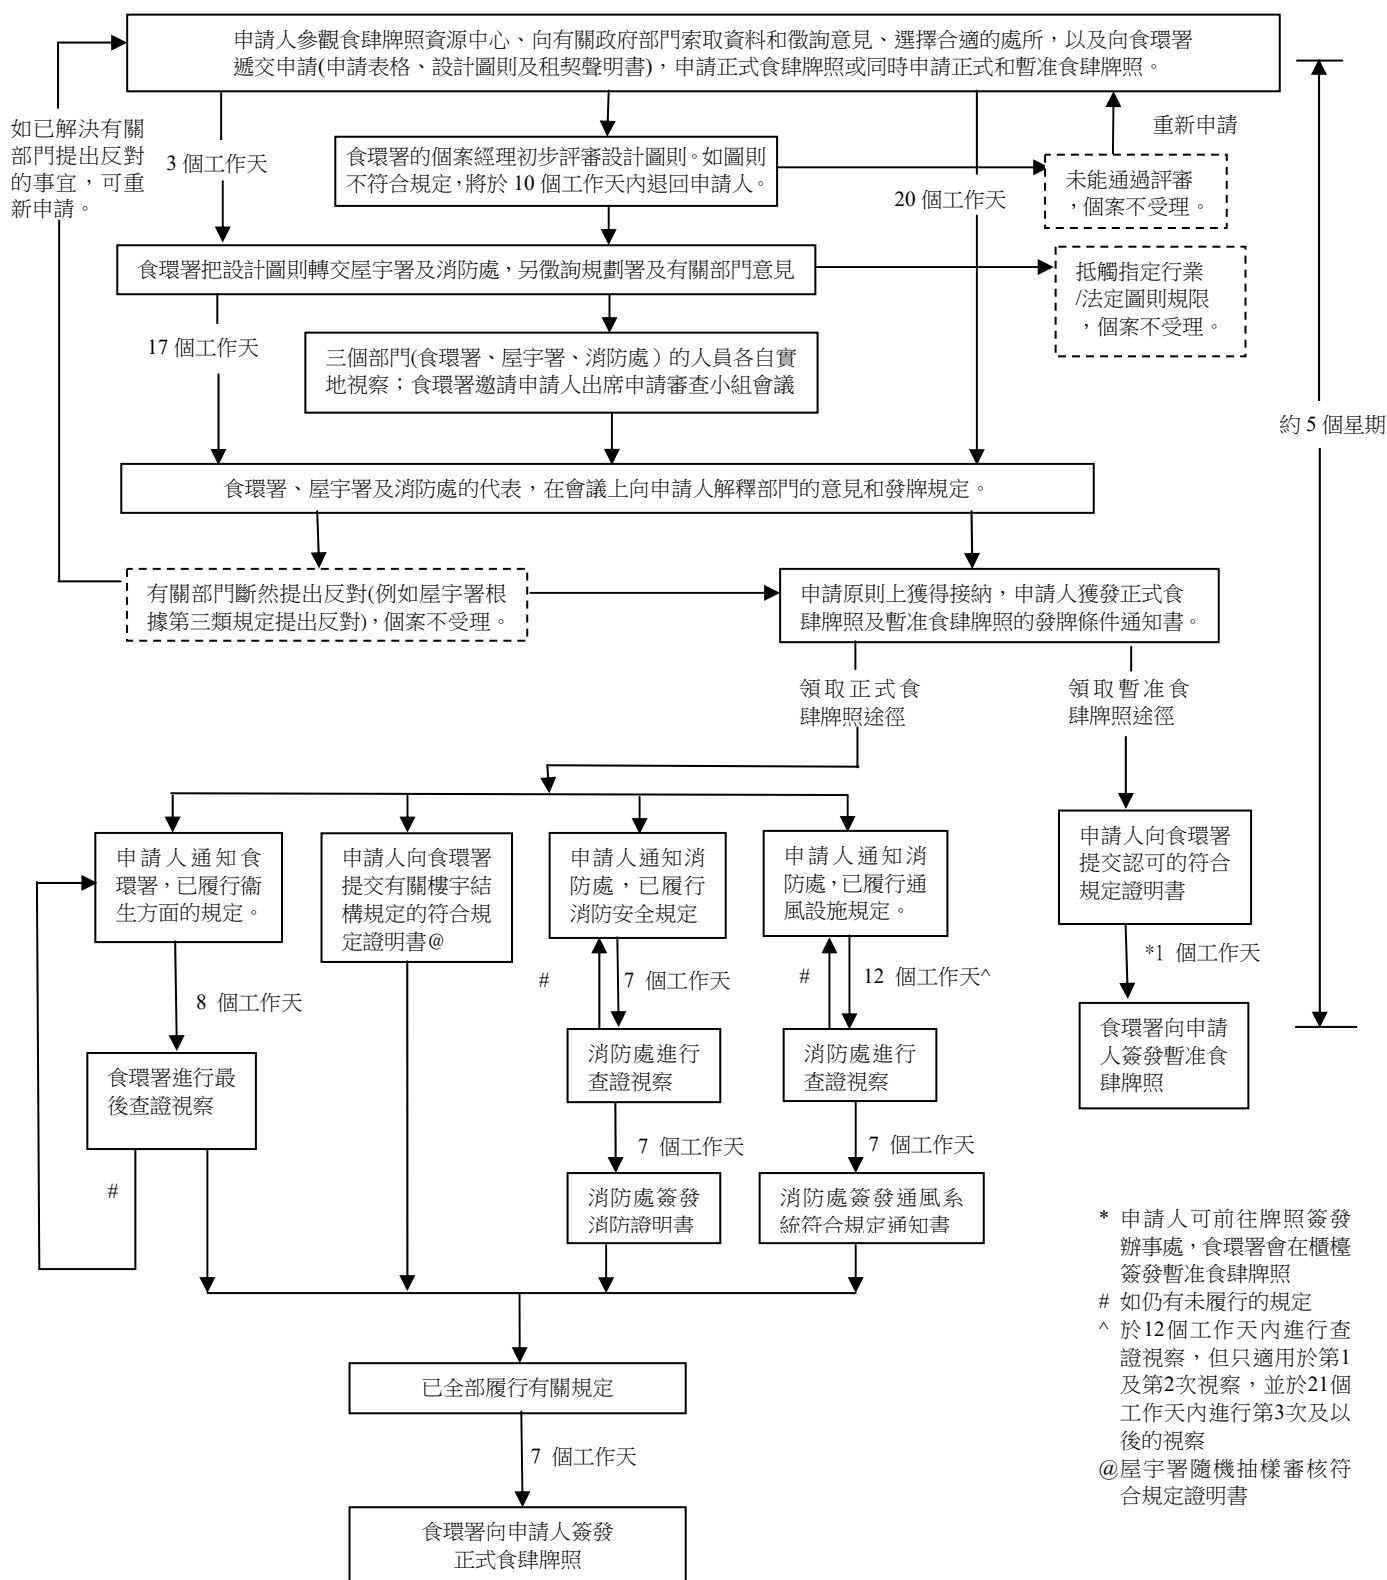 申請人參觀食肆牌照資源中心、向有關政府部門索取資料和徵詢意見、選擇合適的處所，以及向食環署
遞交申請(申請表格、設計圖則及租契聲明書)，申請正式食肆牌照或同時申請正式和暫准食肆牌照。
如已解決有關
部門提出反對
的事宜，可重
新申請。
3 個工作天
食環署的個案經理初步評審設計圖則。如圖則
不符合規定，將於 10 個工作天內退回申請人。
20 個工作天
重新申請
未能通過評審
，個案不受理。
食環署把設計圖則轉交屋宇署及消防處，另徵詢規劃署及有關部門意見
抵觸指定行業
/法定圖則規限
，個案不受理。
17 個工作天
三個部門(食環署、屋宇署、消防處）的人員各自實
地視察；食環署邀請申請人出席申請審查小組會議
約 5 個星期
食環署、屋宇署及消防處的代表，在會議上向申請人解釋部門的意見和發牌規定。
有關部門斷然提出反對(例如屋宇署根
據第三類規定提出反對)，個案不受理。
申請原則上獲得接納，申請人獲發正式食
肆牌照及暫准食肆牌照的發牌條件通知書。
領取正式食
肆牌照途徑
領取暫准食
肆牌照途徑
申請人通知食
環署，已履行衞
生方面的規定。
申請人向食環署
提交有關樓宇結
構規定的符合規
定證明書@
申請人通知消
防處，已履行
消防安全規定
申請人通知消
防處，已履行通
風設施規定。
申請人向食環署
提交認可的符合
規定證明書
8 個工作天
#
7 個工作天
#
12 個工作天^
*1 個工作天
食環署進行最
後查證視察
消防處進行
查證視察
消防處進行
查證視察
食環署向申請
人簽發暫准食
肆牌照
#
7 個工作天
7 個工作天
消防處簽發
消防證明書
消防處簽發通風系
統符合規定通知書
* 申請人可前往牌照簽發
辦事處，食環署會在櫃檯
簽發暫准食肆牌照
# 如仍有未履行的規定
^ 於12個工作天內進行查
證視察，但只適用於第1
及第2次視察，並於21個
工作天內進行第3次及以
後的視察
@屋宇署隨機抽樣審核符
合規定證明書
已全部履行有關規定
7 個工作天
食環署向申請人簽發
正式食肆牌照